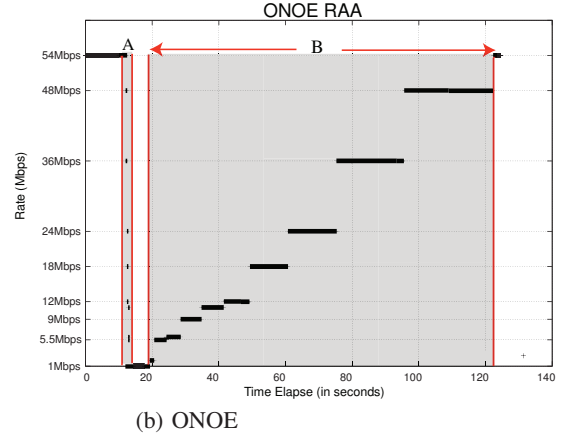 ONOE RAA
A
B
54Mbps
48Mbps
36Mbps
24Mbps
18Mbps
12Mbps
9Mbps
5.5Mbps
1Mbps
Rate (Mbps)
0 20 40 60 80 100 120 140
Time Elapse (in seconds)
(b) ONOE